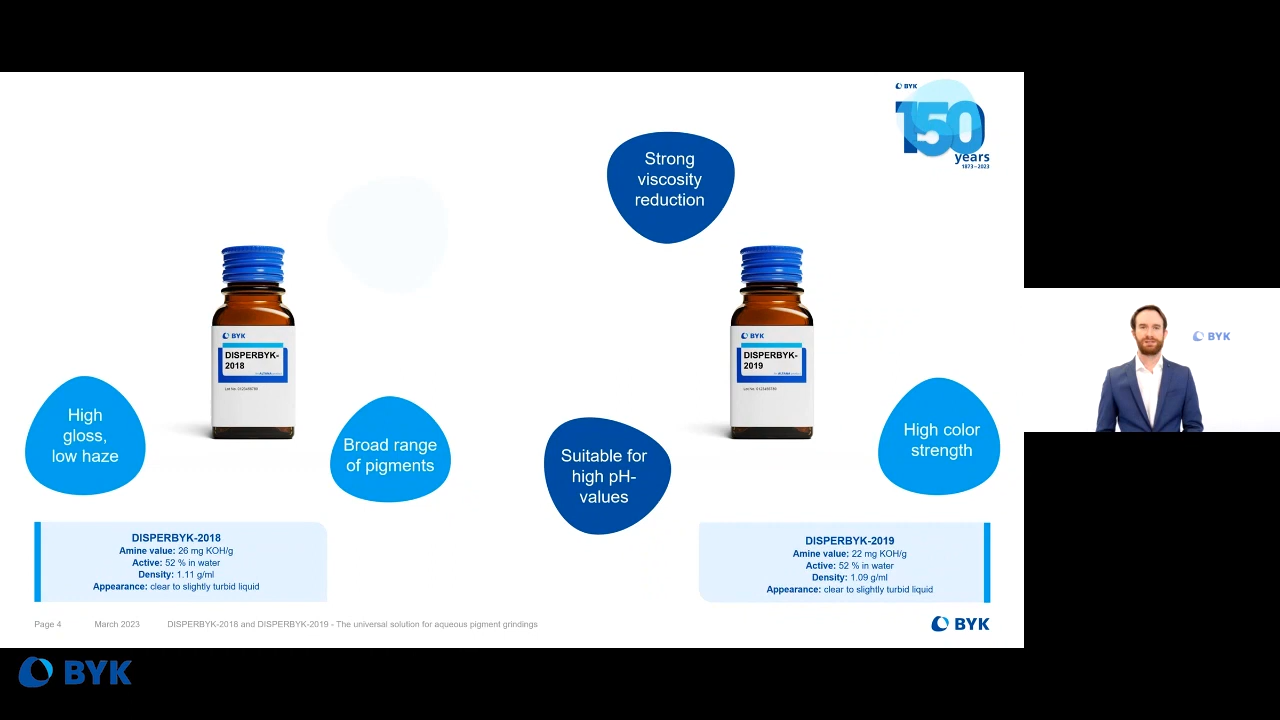 BYK
150
years
1873–2023
Strong
viscosity
reduction
BYK
DISPERBYK-
2018
BYK
DISPERBYK-
2019
BYK
High
gloss,
low haze
Broad range
of pigments
Suitable for
high pH-
values
High color
strength
DISPERBYK-2018
Amine value: 26 mg KOH/g
Active: 52 % in water
Density: 1.11 g/ml
Appearance: clear to slightly turbid liquid
DISPERBYK-2019
Amine value: 22 mg KOH/g
Active: 52 % in water
Density: 1.09 g/ml
Appearance: clear to slightly turbid liquid
Page 4 March 2023 DISPERBYK-2018 and DISPERBYK-2019 - The universal solution for aqueous pigment grindings
BYK
BYK